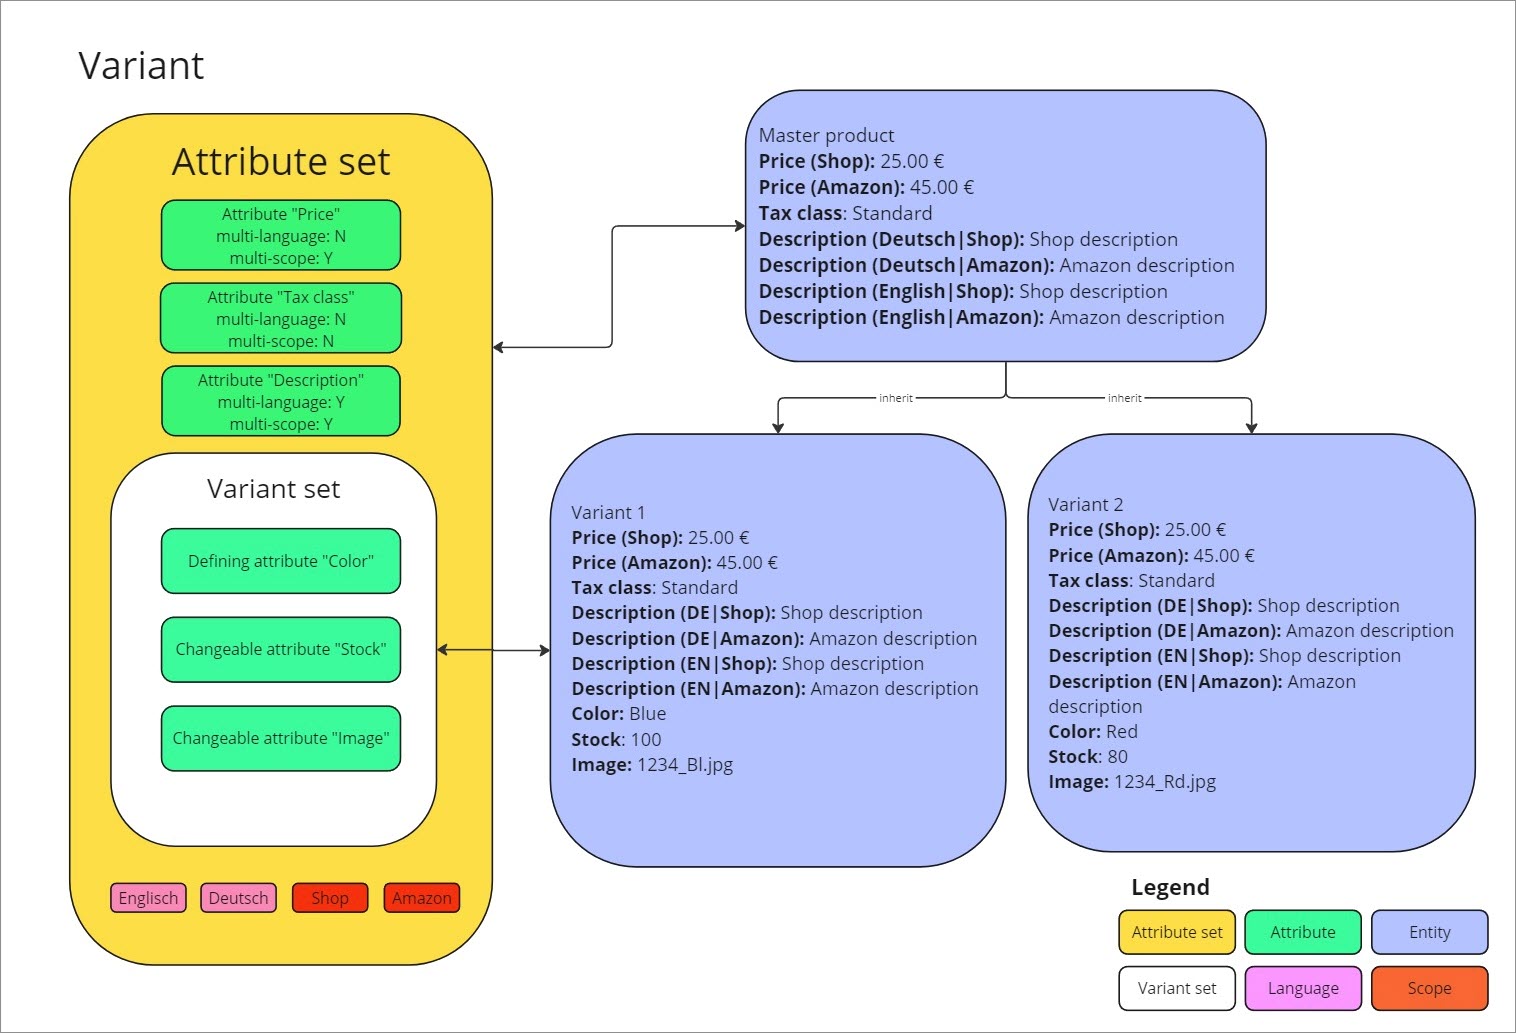 Variant
Attribute set
Attribute "Price"
multi-language: N
multi-scope: Y
Attribute "Tax class"
multi-language: N
multi-scope: N
Attribute "Description"
multi-language: Y
multi-scope: Y
Variant set
Defining attribute "Color"
Changeable attribute "Stock"
Changeable attribute "Image"
Englisch
Deutsch
Shop
Amazon
Master product
Price (Shop): 25.00 €
Price (Amazon): 45.00 €
Tax class: Standard
Description (Deutsch|Shop): Shop description
Description (Deutsch|Amazon): Amazon description
Description (English|Shop): Shop description
Description (English|Amazon): Amazon description
inherit
inherit
Variant 1
Price (Shop): 25.00 €
Price (Amazon): 45.00 €
Tax class: Standard
Description (DE|Shop): Shop description
Description (DE|Amazon): Amazon description
Description (EN|Shop): Shop description
Description (EN|Amazon): Amazon description
Color: Blue
Stock: 100
Image: 1234_Bl.jpg
Variant 2
Price (Shop): 25.00 €
Price (Amazon): 45.00 €
Tax class: Standard
Description (DE|Shop): Shop description
Description (DE|Amazon): Amazon description
Description (EN|Shop): Shop description
Description (EN|Amazon): Amazon
description
Color: Red
Stock: 80
Image: 1234_Rd.jpg
Legend
Attribute set
Attribute
Entity
Variant set
Language
Scope